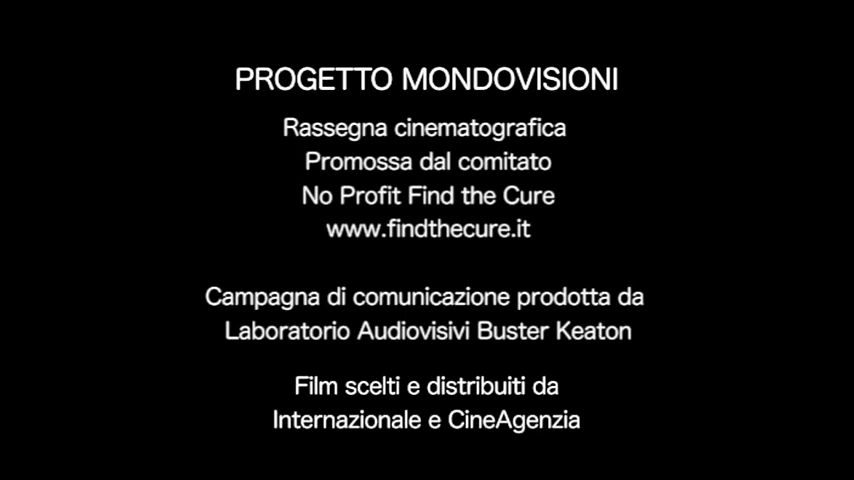 PROGETTO MONDOVISIONI
Rassegna cinematografica
Promossa dal comitato
No Profit Find the Cure
www.findthecure.it
Campagna di comunicazione prodotta da
Laboratorio Audiovisivi Buster Keaton
Film scelti e distribuiti da
Internazionale e CineAgenzia